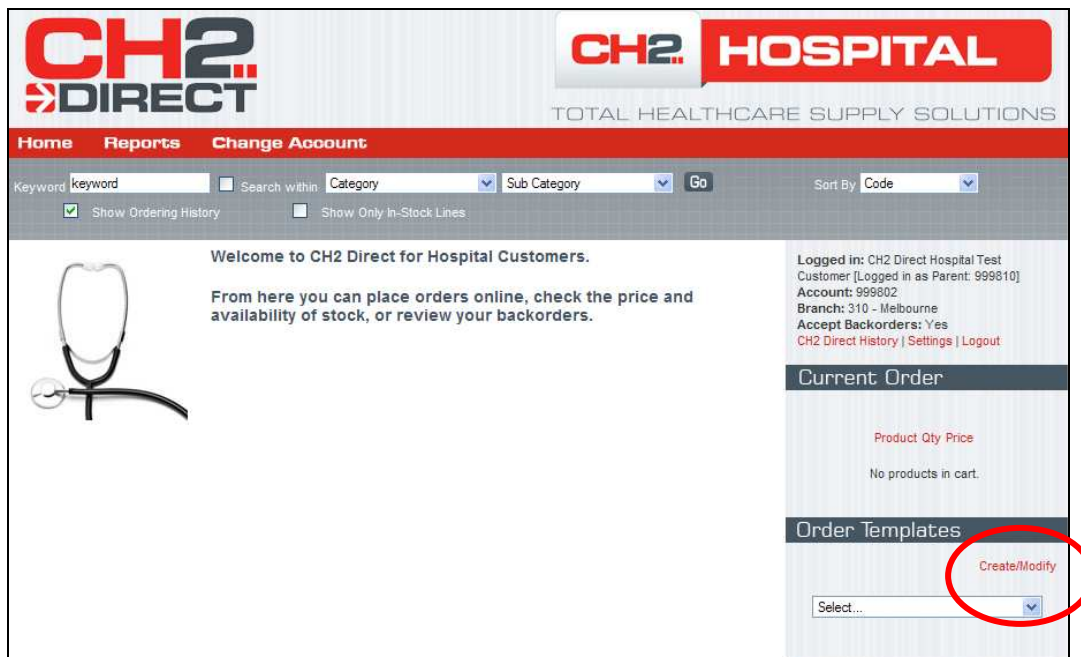 CH2..
DIRECT
CH2.. HOSPITAL
TOTAL HEALTHCARE SUPPLY SOLUTIONS
Home Reports Change Account
Keyword keyword Search within Category Sub Category Go Sort By Code
Show Ordering History Show Only In-Stock Lines
Welcome to CH2 Direct for Hospital Customers.
From here you can place orders online, check the price and
availability of stock, or review your backorders.
Logged in: CH2 Direct Hospital Test
Customer [Logged in as Parent: 999810]
Account: 999802
Branch: 310 - Melbourne
Accept Backorders: Yes
CH2 Direct History | Settings | Logout
Current Order
Product Qty Price
No products in cart.
Order Templates
Create/Modify
Select...